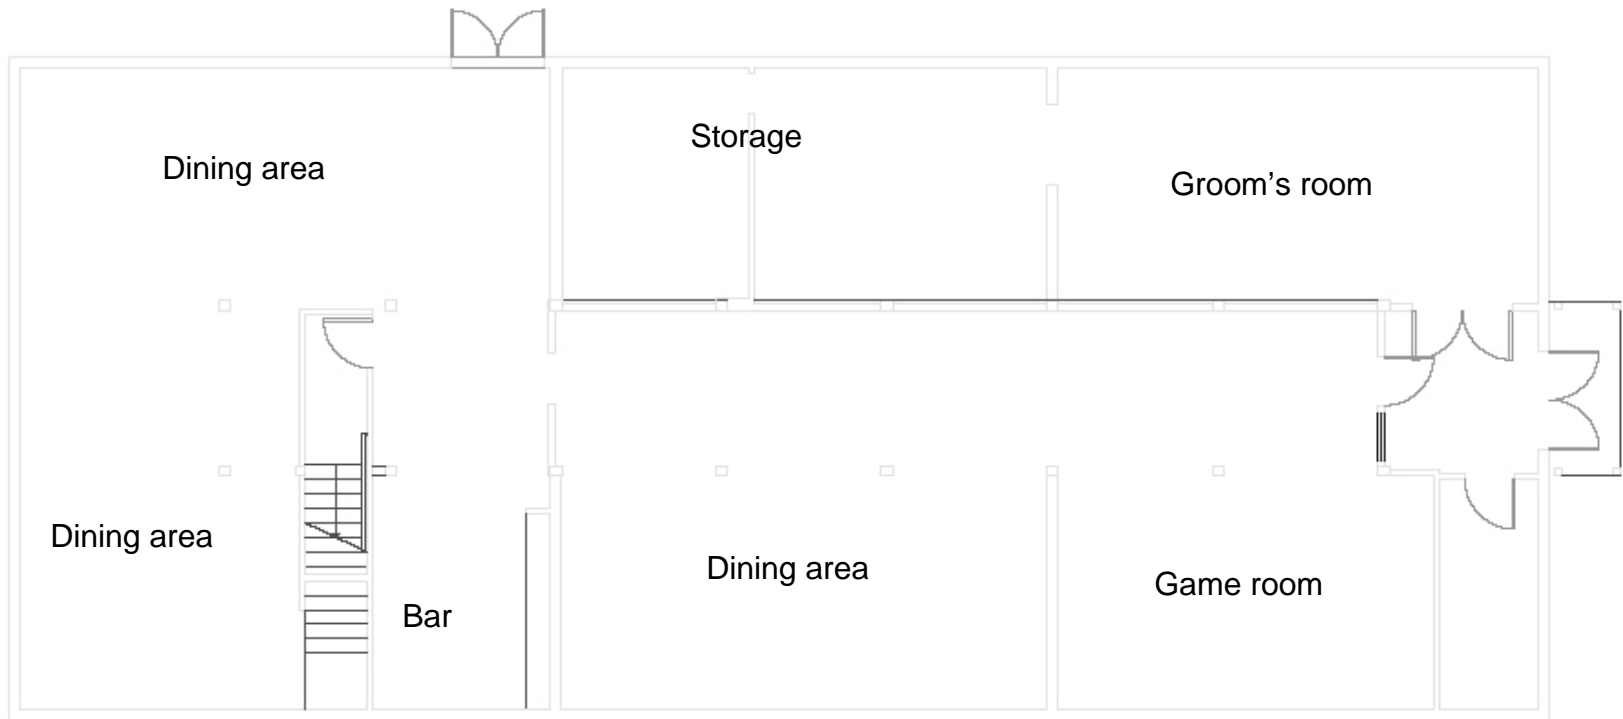 Storage
Dining area
Groom’s room
Dining area
Dining area
Game room
Bar